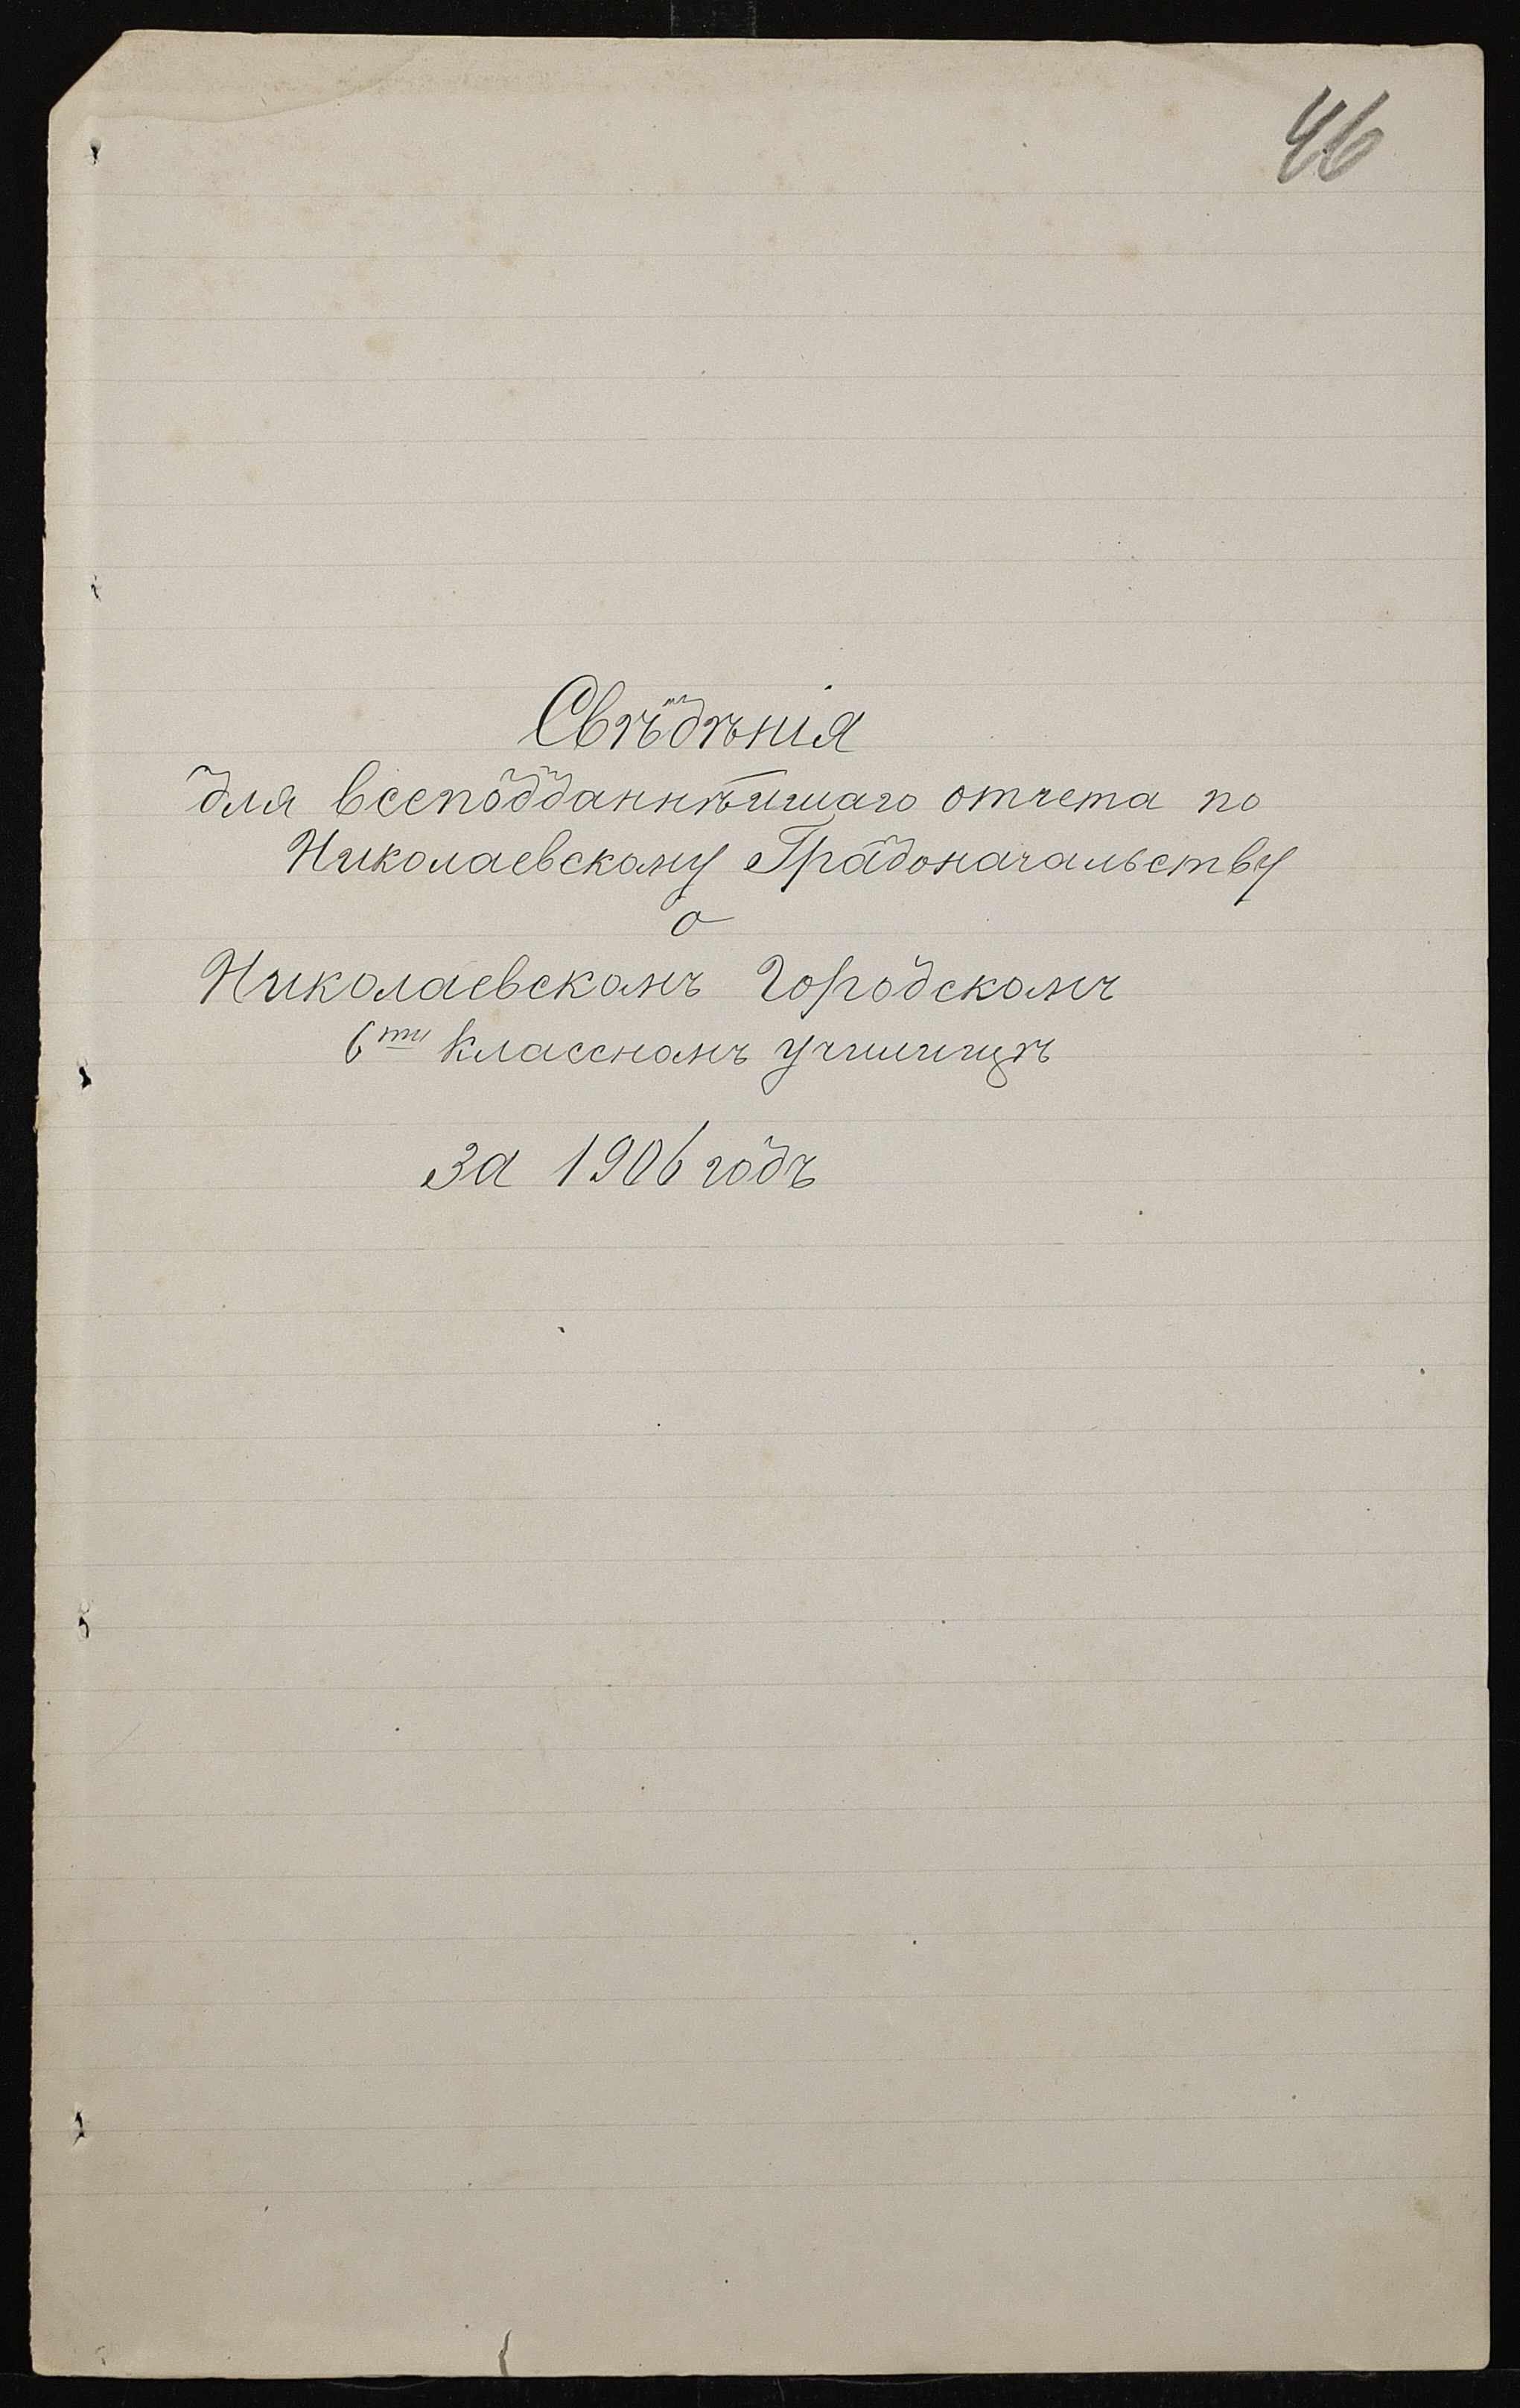 46
Свѣдѣнія
для всеподданнѣйшаго отчета по
Николаевскому Градоначальству
о
Николаевскомъ Городскомъ
6ти классномъ училищѣ
за 1906 годъ